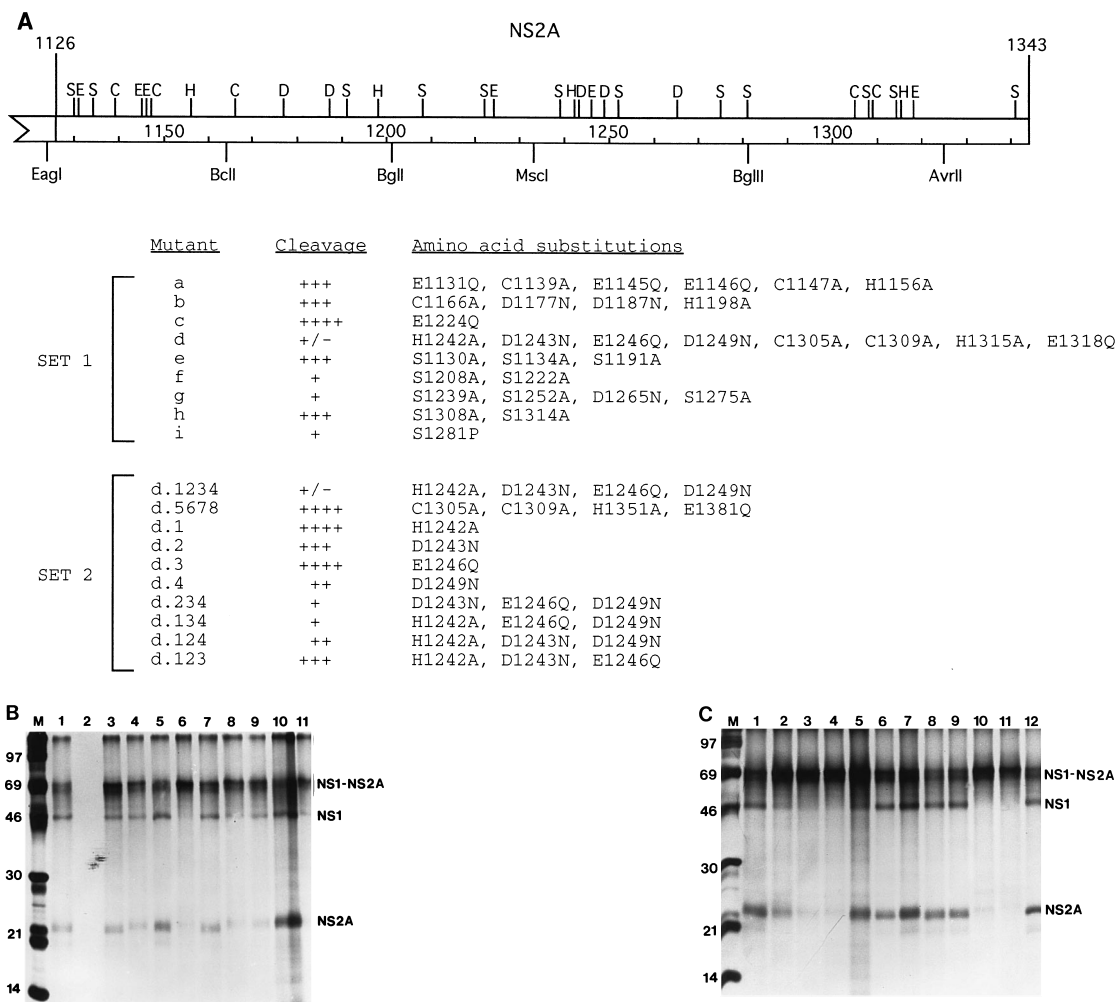 A
NS2A
1126
1343
S E S C E E C H C D D S H S S E S H D E D S D S S C S C S H E S
1150 1200 1250 1300
EagI BclI BglI MscI BglII AvrII
Mutant Cleavage Amino acid substitutions
SET 1
a +++ E1131Q, C1139A, E1145Q, E1146Q, C1147A, H1156A
b +++ C1166A, D1177N, D1187N, H1198A
c ++++ E1224Q
d +/- H1242A, D1243N, E1246Q, D1249N, C1305A, C1309A, H1315A, E1318Q
e +++ S1130A, S1134A, S1191A
f + S1208A, S1222A
g + S1239A, S1252A, D1265N, S1275A
h +++ S1308A, S1314A
i + S1281P
SET 2
d.1234 +/- H1242A, D1243N, E1246Q, D1249N
d.5678 ++++ C1305A, C1309A, H1351A, E1381Q
d.1 ++++ H1242A
d.2 +++ D1243N
d.3 ++++ E1246Q
d.4 ++ D1249N
d.234 + D1243N, E1246Q, D1249N
d.134 + H1242A, E1246Q, D1249N
d.124 ++ H1242A, D1243N, D1249N
d.123 +++ H1242A, D1243N, E1246Q
B
M 1 2 3 4 5 6 7 8 9 10 11
97
69 NS1-NS2A
46 NS1
30
NS2A
21
14
C
M 1 2 3 4 5 6 7 8 9 10 11 12
97
69 NS1-NS2A
46 NS1
30
NS2A
21
14